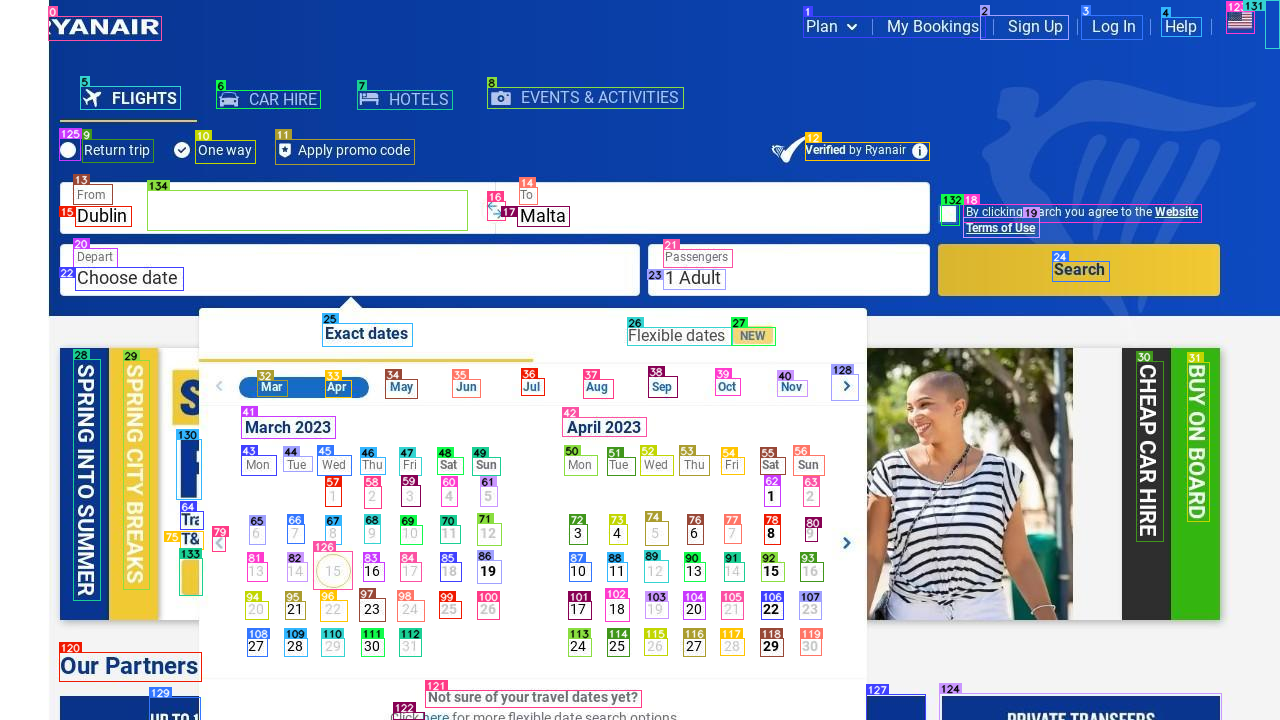 RYANAIR
Plan
My Bookings
Sign Up
Log In
Help
FLIGHTS
CAR HIRE
HOTELS
EVENTS & ACTIVITIES
Return trip
One way
Apply promo code
Verified by Ryanair
From
Dublin
To
Malta
By clicking
arch you agree to the Website
Terms of Use
Depart
Choose date
Passengers
1 Adult
Search
Exact dates
Flexible dates NEW
Mar Apr May Jun Jul Aug Sep Oct Nov
March 2023
Mon Tue Wed Thu Fri Sat Sun
1 2 3 4 5
6 7 8 9 10 11 12
13 14 15 16 17 18 19
20 21 22 23 24 25 26
27 28 29 30 31
April 2023
Mon Tue Wed Thu Fri Sat Sun
1 2
3 4 5 6 7 8 9
10 11 12 13 14 15 16
17 18 19 20 21 22 23
24 25 26 27 28 29 30
Not sure of your travel dates yet?
Click here for more flexible date search options
SPRING INTO SUMMER
SPRING CITY BREAKS
S
Tra
T&
CHEAP CAR HIRE
BUY ON BOARD
Our Partners
UP TO
PRIVATE TRANSFERS